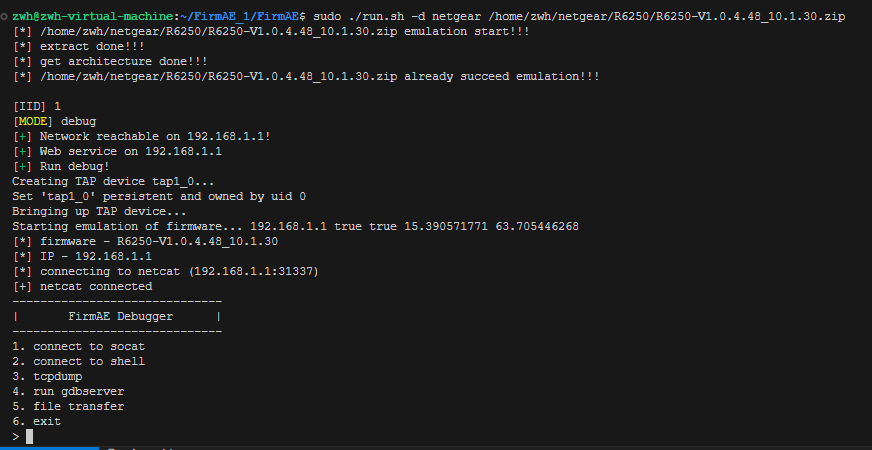 zwh@zwh-virtual-machine:~/FirmAE_1/FirmAE$ sudo ./run.sh -d netgear /home/zwh/netgear/R6250/R6250-V1.0.4.48_10.1.30.zip
[*] /home/zwh/netgear/R6250/R6250-V1.0.4.48_10.1.30.zip emulation start!!!
[*] extract done!!!
[*] get architecture done!!!
[*] /home/zwh/netgear/R6250/R6250-V1.0.4.48_10.1.30.zip already succeed emulation!!!
[IID] 1
[MODE] debug
[+] Network reachable on 192.168.1.1!
[+] Web service on 192.168.1.1
[+] Run debug!
Creating TAP device tap1_0...
Set 'tap1_0' persistent and owned by uid 0
Bringing up TAP device...
Starting emulation of firmware... 192.168.1.1 true true 15.390571771 63.705446268
[*] firmware - R6250-V1.0.4.48_10.1.30
[*] IP - 192.168.1.1
[*] connecting to netcat (192.168.1.1:31337)
[+] netcat connected
------------------------------
|       FirmAE Debugger      |
------------------------------
1. connect to socat
2. connect to shell
3. tcpdump
4. run gdbserver
5. file transfer
6. exit
>